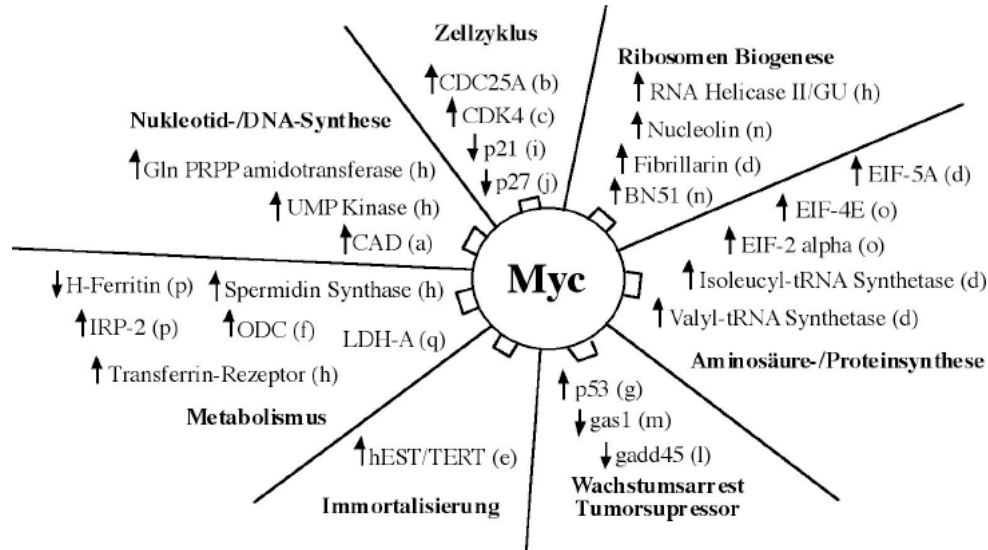 Zellzyklus
↑CDC25A (b)
↑CDK4 (c)
↓p21 (i)
↓p27 (j)
Ribosomen Biogenese
↑RNA Helicase II/GU (h)
↑Nucleolin (n)
↑Fibrillarin (d)
↑BN51 (n)
Nukleotid-/DNA-Synthese
↑Gln PRPP amidotransferase (h)
↑UMP Kinase (h)
↑CAD (a)
↑EIF-5A (d)
↑EIF-4E (o)
↑EIF-2 alpha (o)
↑Isoleucyl-tRNA Synthetase (d)
↑Valyl-tRNA Synthetase (d)
Aminosäure-/Proteinsynthese
Myc
↓H-Ferritin (p) ↑Spermidin Synthase (h)
↑IRP-2 (p) ↑ODC (f) LDH-A (q)
↑Transferrin-Rezeptor (h)
Metabolismus
↑hEST/TERT (e)
Immortalisierung
↑p53 (g)
↓gas1 (m)
↓gadd45 (l)
Wachstumsarrest
Tumorsupressor